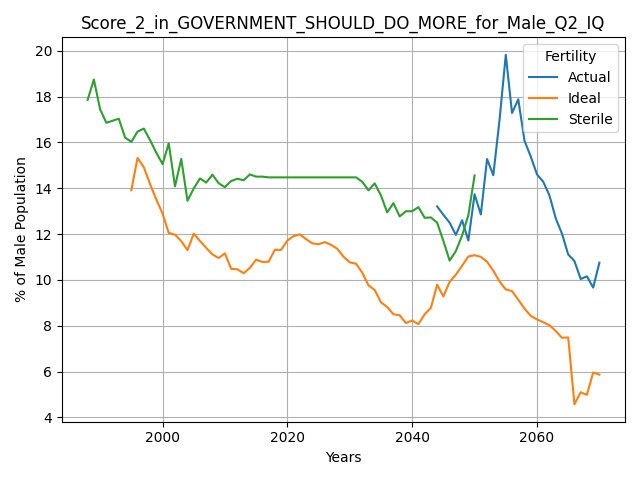 Score_2_in_GOVERNMENT_SHOULD_DO_MORE_for_Male_Q2_IQ
Fertility
Actual
Ideal
Sterile
% of Male Population
20
18
16
14
12
10
8
6
4
2000 2020 2040 2060
Years